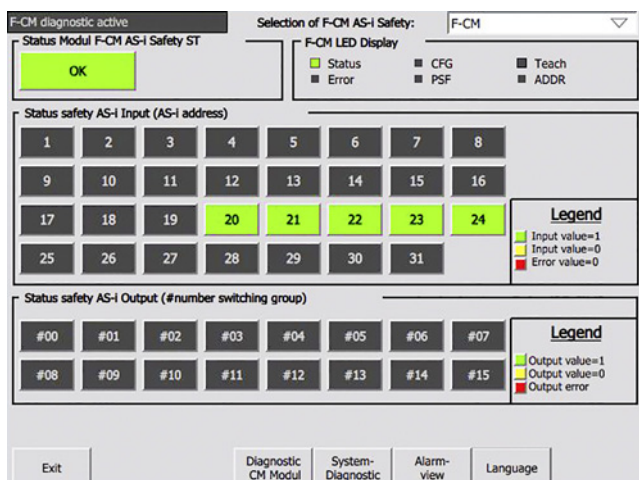 F-CM diagnostic active
Selection of F-CM AS-i Safety:
F-CM
Status Modul F-CM AS-i Safety ST
OK
F-CM LED Display
Status CFG Teach
Error PSF ADDR
Status safety AS-i Input (AS-i address)
1 2 3 4 5 6 7 8
9 10 11 12 13 14 15 16
17 18 19 20 21 22 23 24
25 26 27 28 29 30 31
Legend
Input value=1
Input value=0
Error value=0
Status safety AS-i Output (#number switching group)
#00 #01 #02 #03 #04 #05 #06 #07
#08 #09 #10 #11 #12 #13 #14 #15
Legend
Output value=1
Output value=0
Output error
Exit
Diagnostic
CM Modul
System-
Diagnostic
Alarm-
view
Language